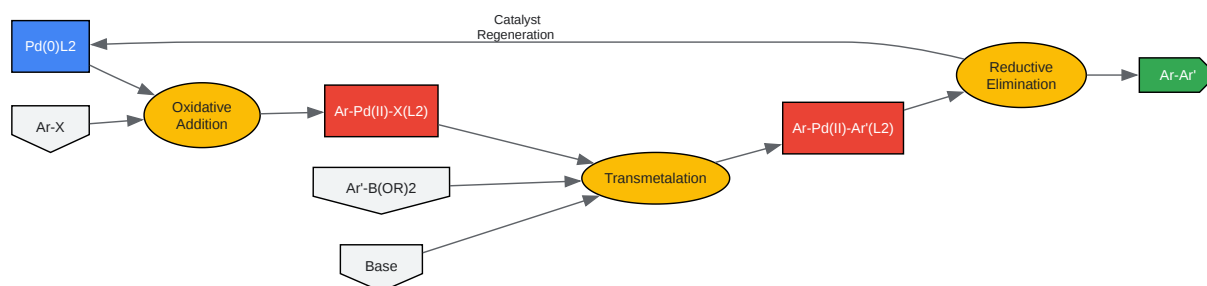 Catalyst
Regeneration
Pd(0)L2
Ar-X
Oxidative
Addition
Ar-Pd(II)-X(L2)
Ar'-B(OR)2
Base
Transmetalation
Ar-Pd(II)-Ar'(L2)
Reductive
Elimination
Ar-Ar'